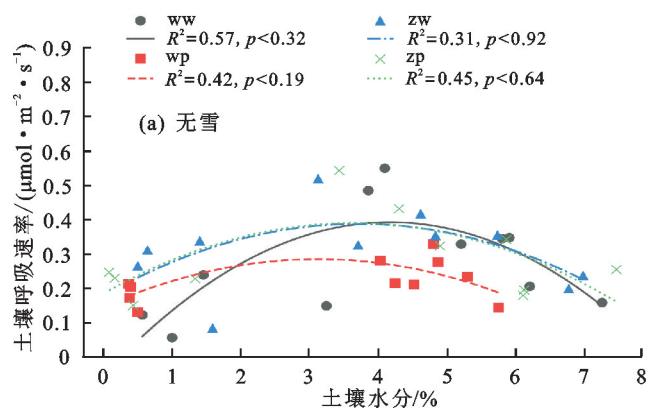 ww
R²=0.57, p<0.32
wp
R²=0.42, p<0.19
zw
R²=0.31, p<0.92
zp
R²=0.45, p<0.64
(a) 无雪
土壤呼吸速率/(μmol·m⁻²·s⁻¹)
0.9
0.8
0.7
0.6
0.5
0.4
0.3
0.2
0.1
0
0 1 2 3 4 5 6 7 8
土壤水分/%